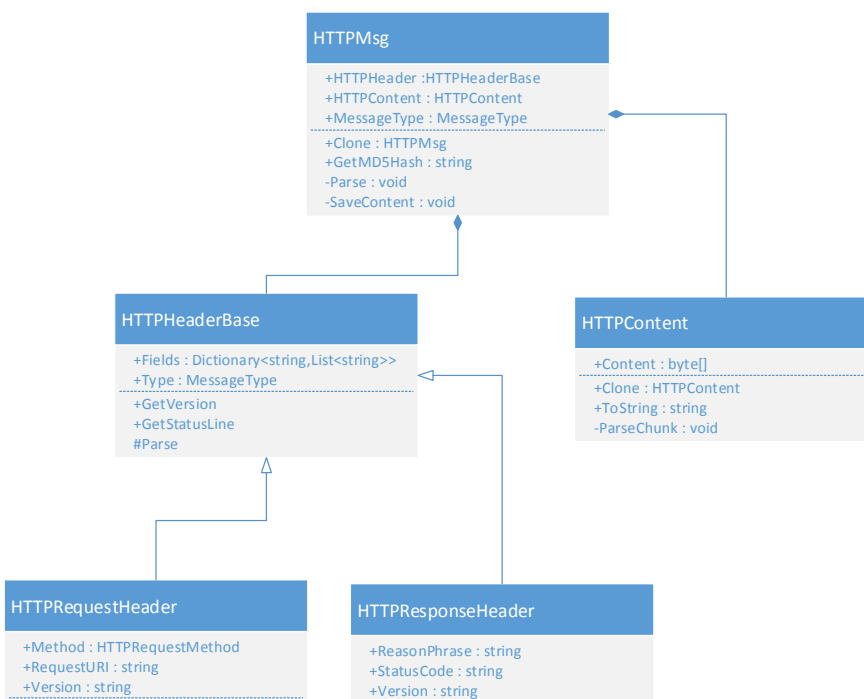 HTTPMsg
+HTTPHeader :HTTPHeaderBase
+HTTPContent : HTTPContent
+MessageType : MessageType
+Clone : HTTPMsg
+GetMD5Hash : string
-Parse : void
-SaveContent : void
HTTPHeaderBase
+Fields : Dictionary<string,List<string>>
+Type : MessageType
+GetVersion
+GetStatusLine
#Parse
HTTPContent
+Content : byte[]
+Clone : HTTPContent
+ToString : string
-ParseChunk : void
HTTPRequestHeader
+Method : HTTPRequestMethod
+RequestURI : string
+Version : string
HTTPResponseHeader
+ReasonPhrase : string
+StatusCode : string
+Version : string